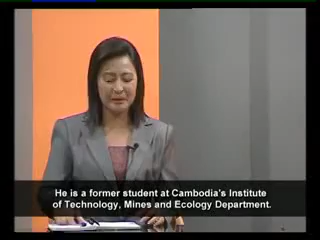 He is a former student at Cambodia's Institute
of Technology, Mines and Ecology Department.